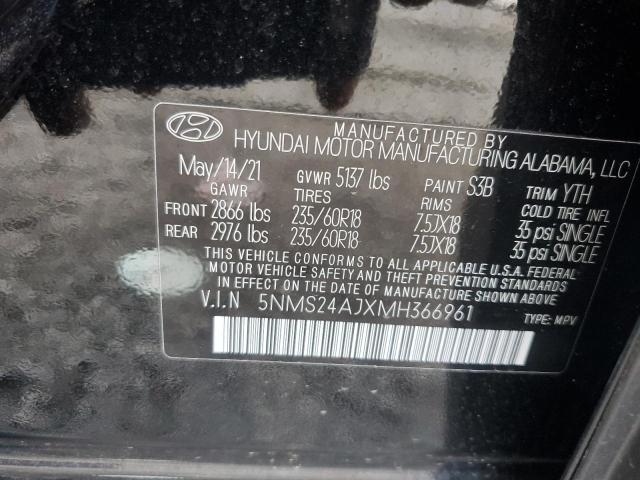 MANUFACTURED BY
HYUNDAI MOTOR MANUFACTURING ALABAMA, LLC
May/14/21 GVWR 5137 lbs PAINT S3B TRIM YTH
GAWR TIRES RIMS COLD TIRE INFL
FRONT 2866 lbs 235/60R18 7.5JX18 35 psi SINGLE
REAR 2976 lbs 235/60R18 7.5JX18 35 psi SINGLE
THIS VEHICLE CONFORMS TO ALL APPLICABLE U.S.A. FEDERAL
MOTOR VEHICLE SAFETY AND THEFT PREVENTION STANDARDS
IN EFFECT ON THE DATE OF MANUFACTURE SHOWN ABOVE.
V.I.N 5NMS24AJXMH366961
TYPE: MPV